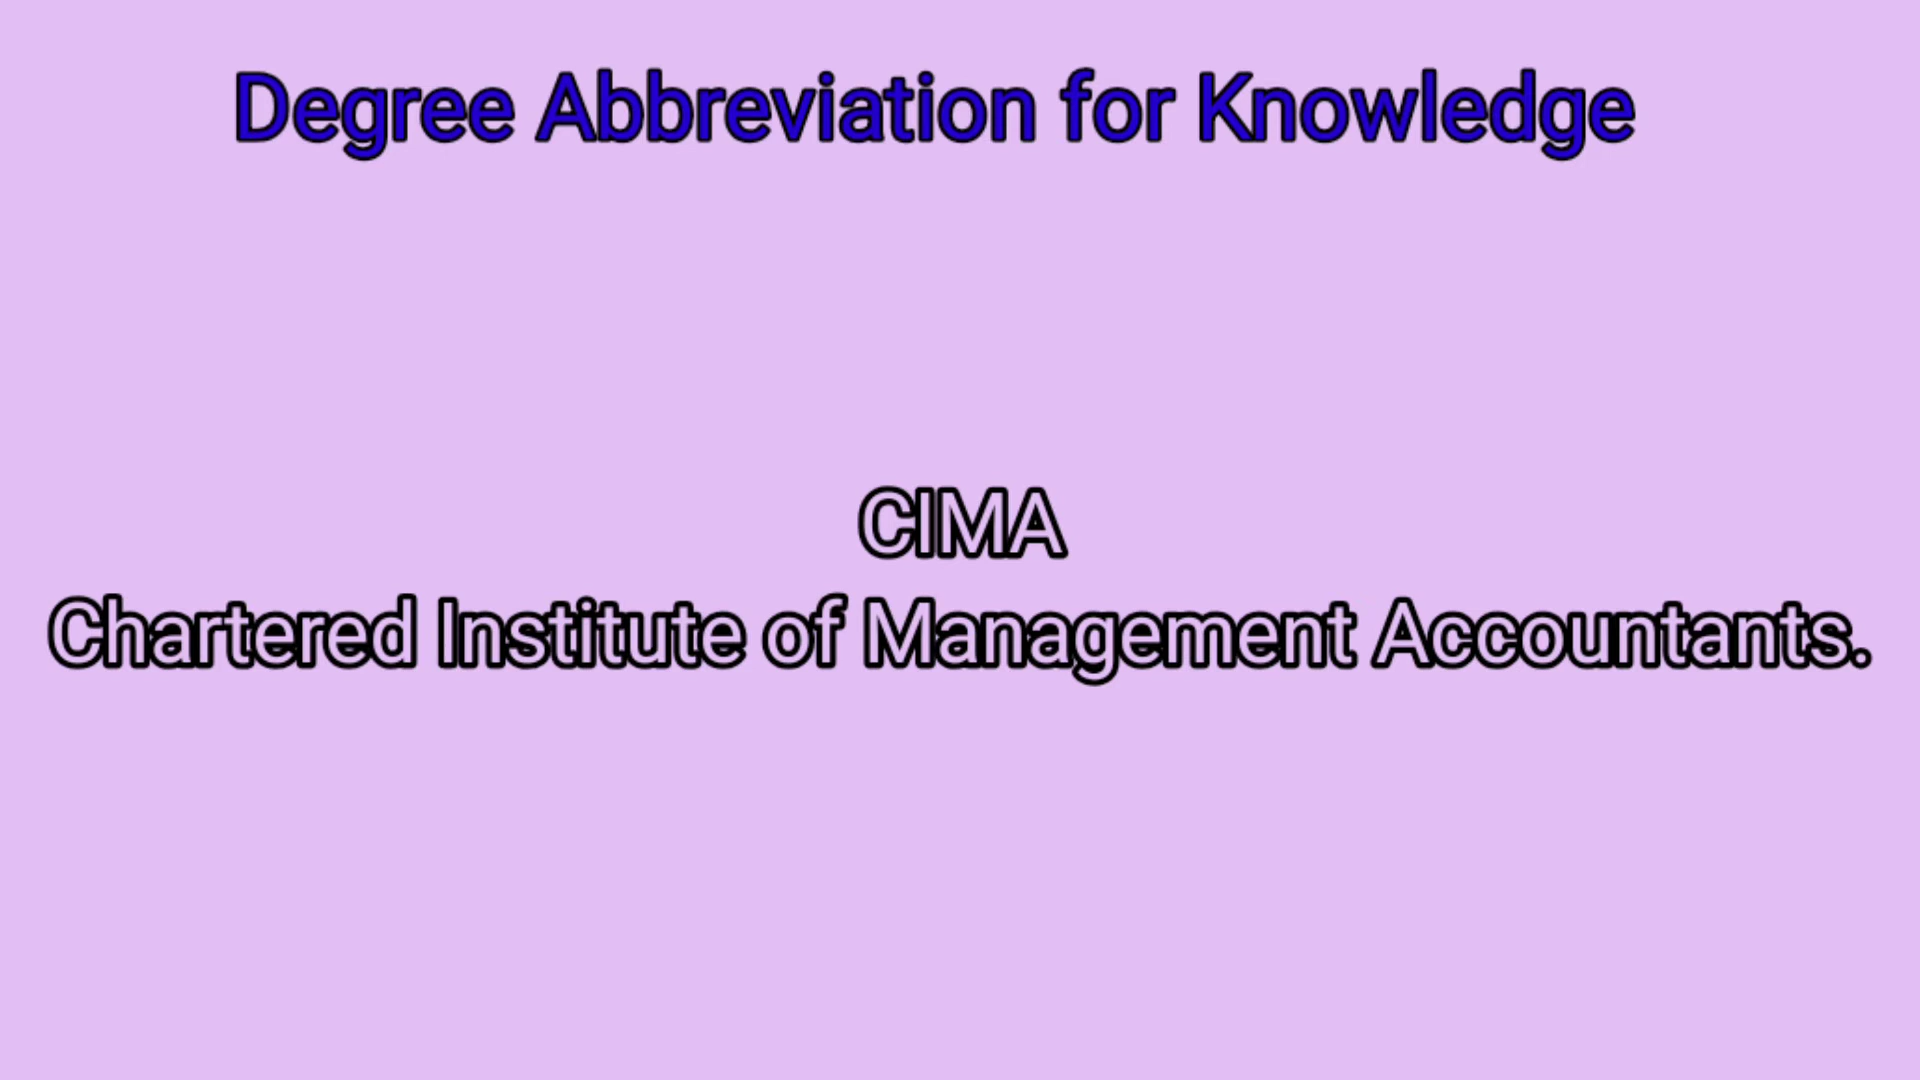 Degree Abbreviation for Knowledge
CIMA
Chartered Institute of Management Accountants.